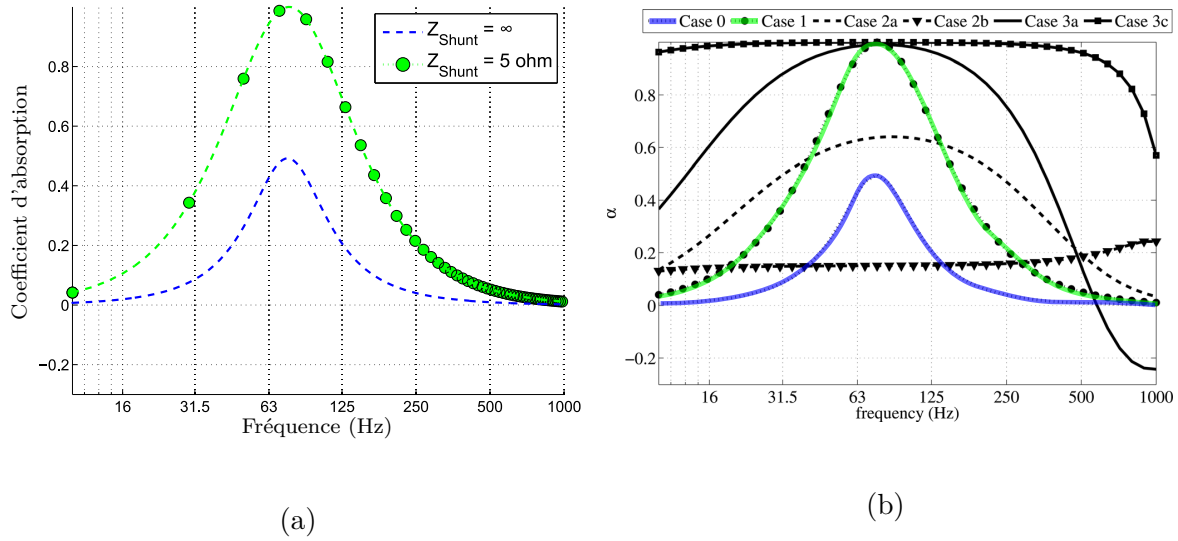 Z_Shunt = ∞
Z_Shunt = 5 ohm
Coefficient d'absorption
0.8
0.6
0.4
0.2
0
−0.2
16 31.5 63 125 250 500 1000
Fréquence (Hz)
(a)
Case 0 Case 1 Case 2a Case 2b Case 3a Case 3c
α
0.8
0.6
0.4
0.2
0
−0.2
16 31.5 63 125 250 500 1000
frequency (Hz)
(b)